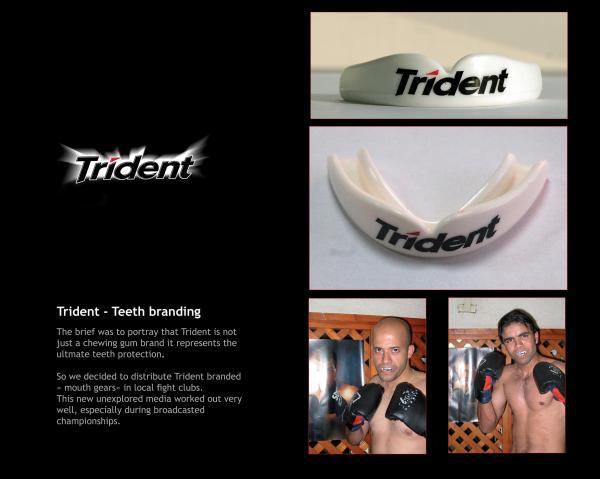 Trident
Trident
Trident
Trident - Teeth branding
The brief was to portray that Trident is not
just a chewing gum brand it represents the
ultmate teeth protection.
So we decided to distribute Trident branded
« mouth gears» in local fight clubs.
This new unexplored media worked out very
well, especially during broadcasted
championships.